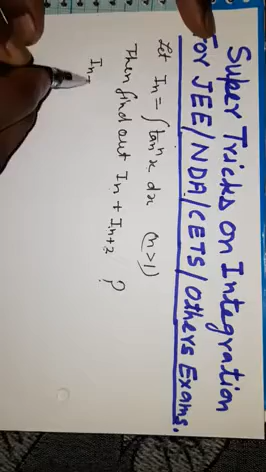 Super Tricks on Integration
For JEE/NDA/CETS/Others Exams.
Let In = ∫tanⁿx dx (n>1)
Then find out In + In+2 ?
In